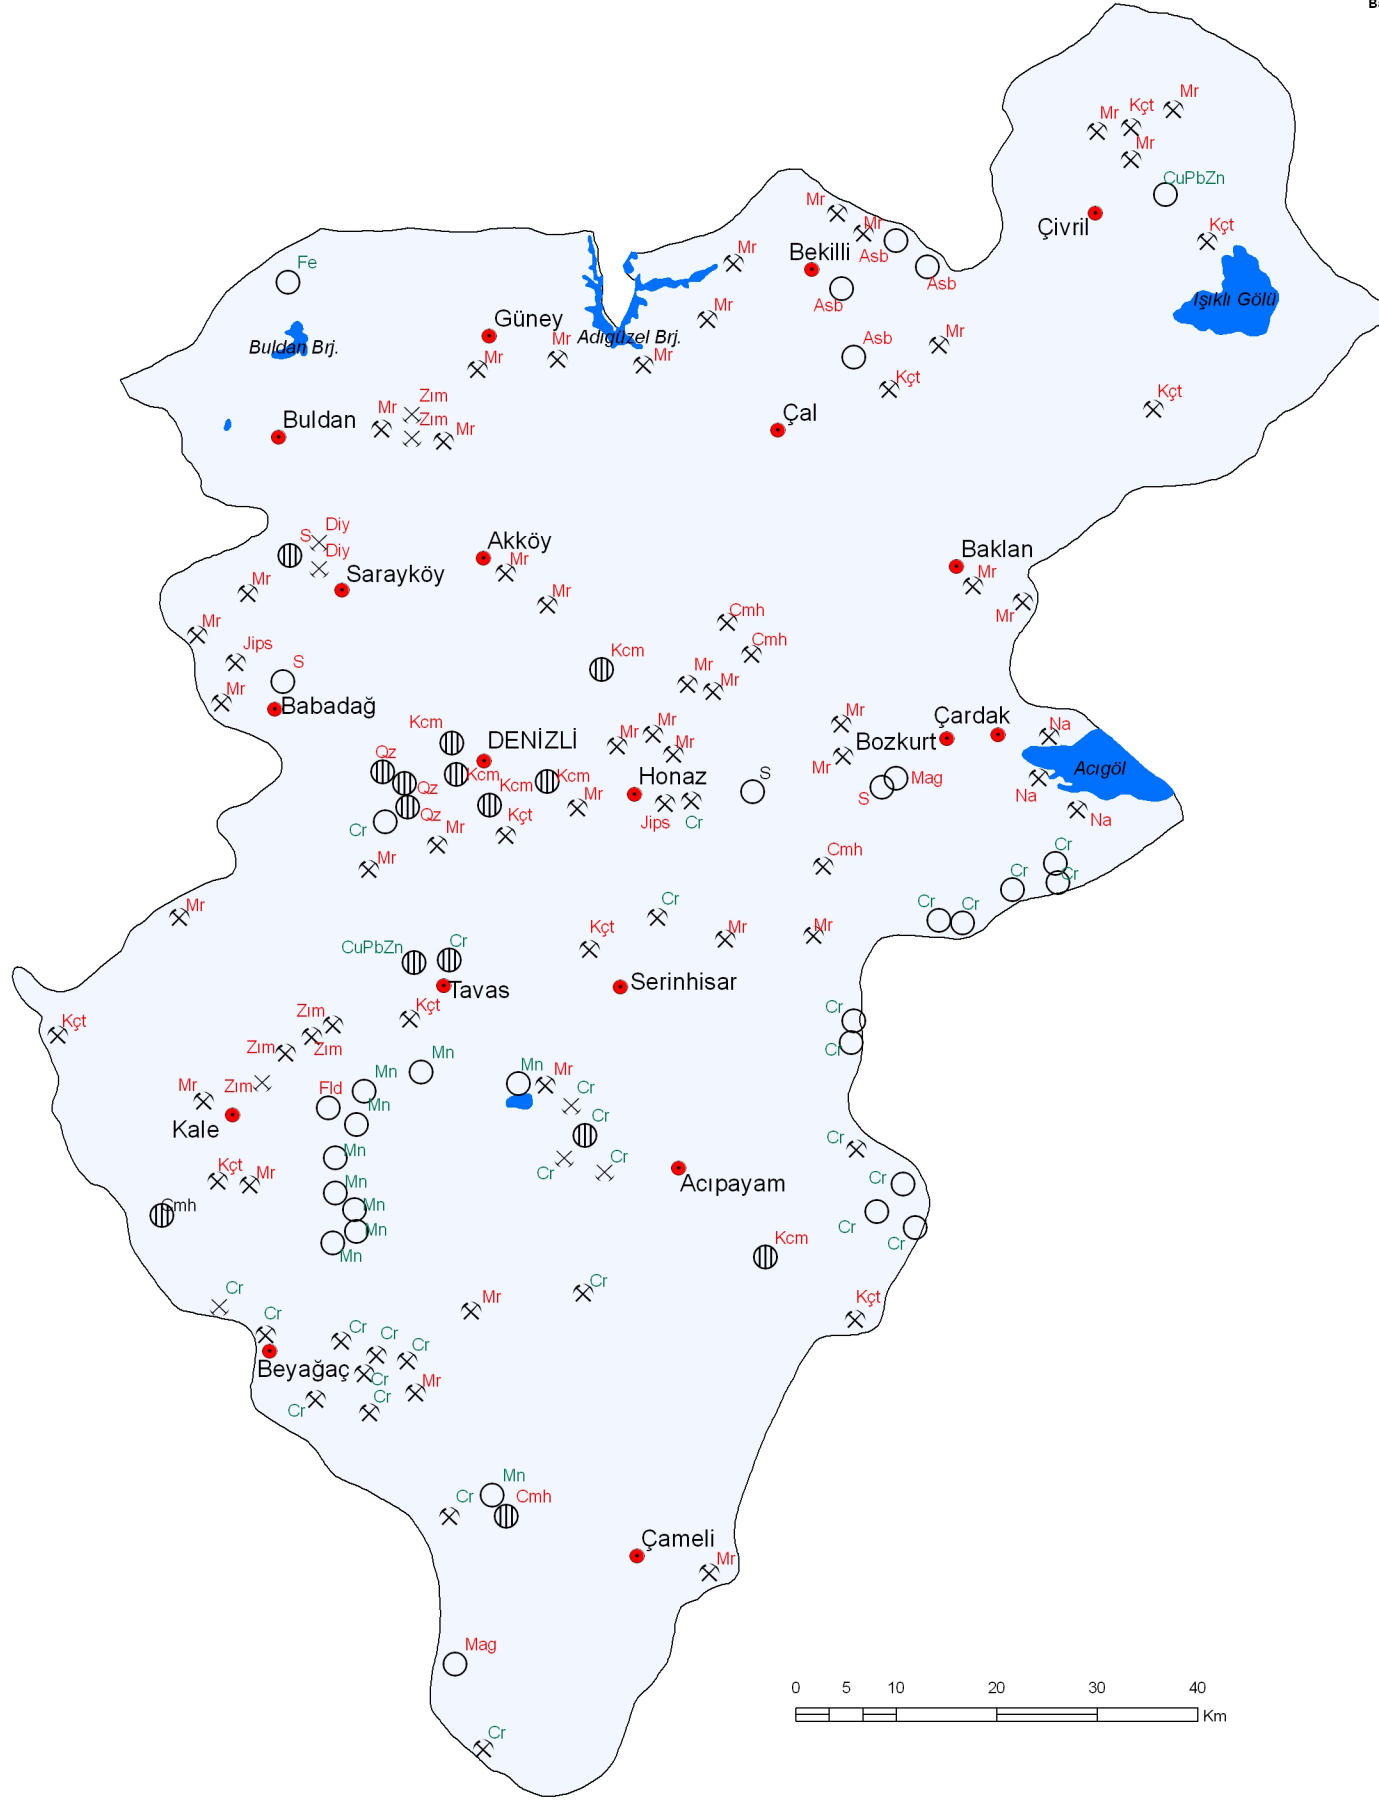 Ba
Mr
Mr
Kçt
Mr
CuPbZn
Mr
Mr
Çivril
Kçt
Asb
Bekilli
Mr
Fe
Asb
Asb
Işıklı Gölü
Mr
Güney
Mr
Adıgüzel Brj.
Asb
Mr
Buldan Brj.
Mr
Mr
Kçt
Kçt
Zım
Mr
Zım
Mr
Buldan
Çal
Diy
S
Diy
Akköy
Mr
Baklan
Mr
Sarayköy
Mr
Mr
Mr
Cmh
Mr
Cmh
Jips
Kcm
S
Mr
Mr
Mr
Babadağ
Mr
Çardak
Kcm
Mr
Mr
Na
DENİZLİ
Mr
Bozkurt
Qz
Mr
Acıgöl
Kcm
Kcm
Kcm
Honaz
S
Mag
Qz
S
Na
Mr
Qz
Kçt
Jips
Cr
Na
Cr
Mr
Cr
Mr
Cmh
Cr
Cr
Cr
Cr
Cr
Mr
Kçt
Mr
Mr
CuPbZn
Cr
Tavas
Serinhisar
Zım
Kçt
Cr
Kçt
Zım
Zım
Cr
Mn
Mn
Mn
Mr
Mr
Zım
Fld
Mn
Cr
Kale
Cr
Cr
Mn
Kçt
Mr
Cr
Cr
Cr
Acıpayam
Mn
Cmh
Mn
Cr
Mn
Kcm
Cr
Mn
Cr
Cr
Mr
Kçt
Cr
Cr
Cr
Cr
Beyağaç
Cr
Mr
Cr
Cr
Mn
Cr
Cmh
Çameli
Mr
Mag
0 5 10 20 30 40
Km
Cr